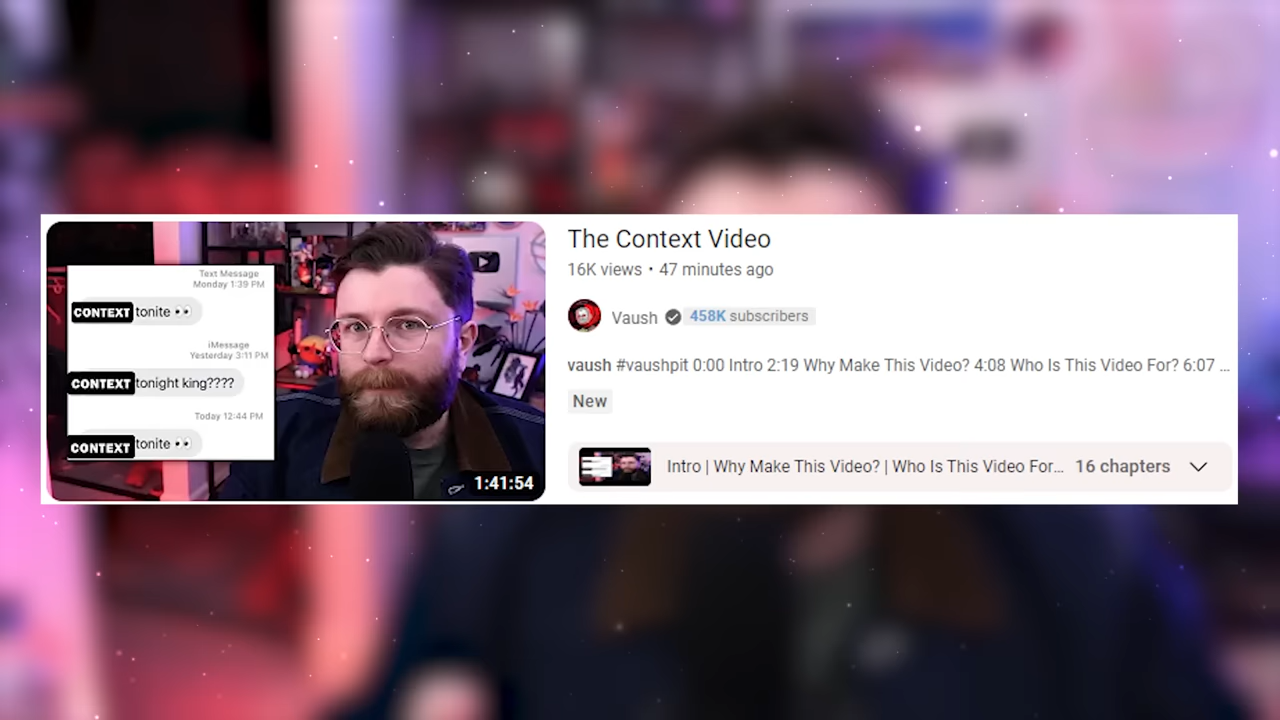 Text Message
Monday 1:39 PM
CONTEXT tonite 👀
iMessage
Yesterday 3:11 PM
CONTEXT tonight king????
Today 12:44 PM
CONTEXT tonite 👀
1:41:54
The Context Video
16K views • 47 minutes ago
Vaush 458K subscribers
vaush #vaushpit 0:00 Intro 2:19 Why Make This Video? 4:08 Who Is This Video For? 6:07 ...
New
Intro | Why Make This Video? | Who Is This Video For... 16 chapters